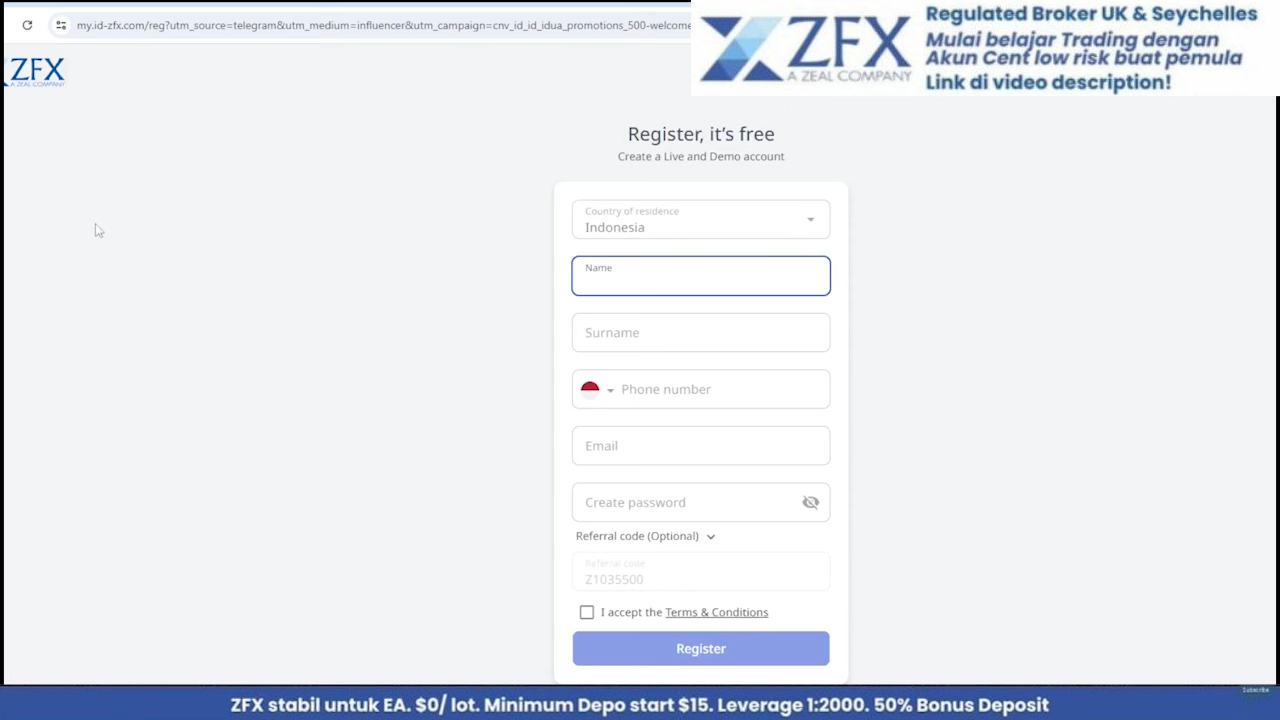 my.id-zfx.com/reg?utm_source=telegram&utm_medium=influencer&utm_campaign=cnv_id_id_idua_promotions_500-welcome
ZFX
A ZEAL COMPANY
Regulated Broker UK & Seychelles
Mulai belajar Trading dengan
Akun Cent low risk buat pemula
Link di video description!
ZFX
A ZEAL COMPANY
Register, it’s free
Create a Live and Demo account
Country of residence
Indonesia
Name
Surname
Phone number
Email
Create password
Referral code (Optional)
Referral code
Z1035500
I accept the Terms & Conditions
Register
Subscribe
ZFX stabil untuk EA. $0/ lot. Minimum Depo start $15. Leverage 1:2000. 50% Bonus Deposit